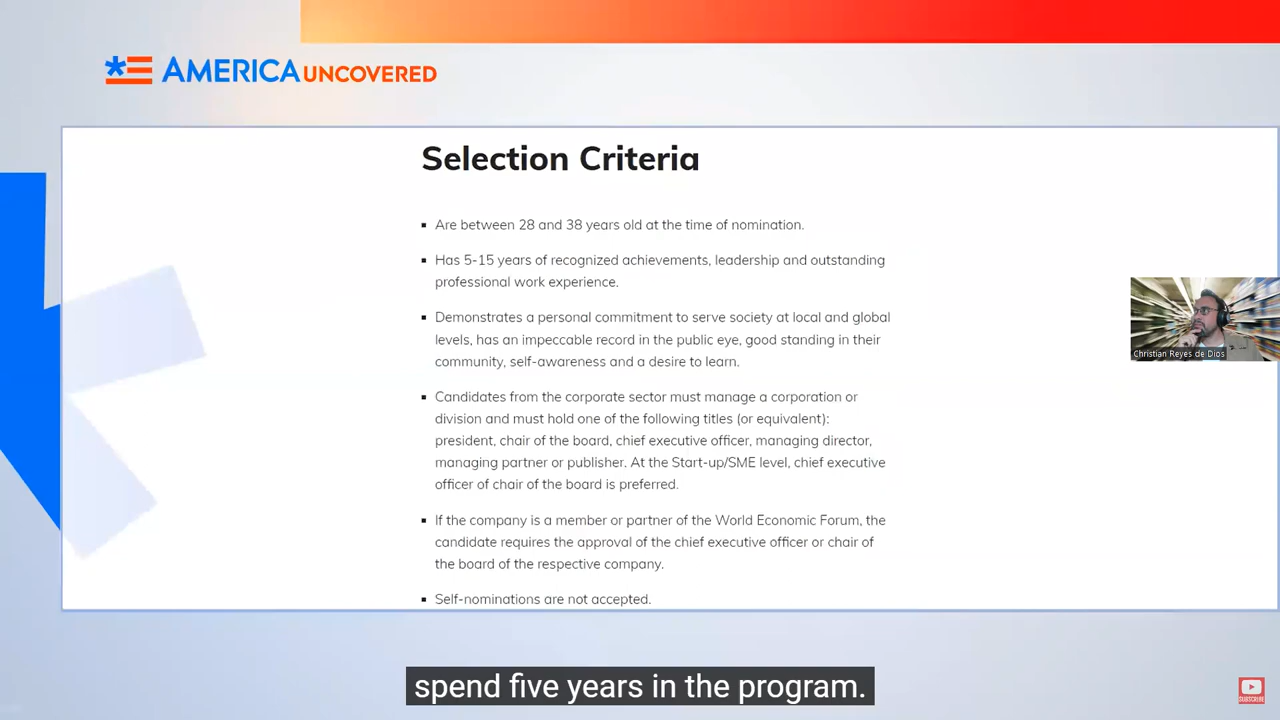 AMERICA UNCOVERED
Selection Criteria
▪ Are between 28 and 38 years old at the time of nomination.
▪ Has 5-15 years of recognized achievements, leadership and outstanding
professional work experience.
▪ Demonstrates a personal commitment to serve society at local and global
levels, has an impeccable record in the public eye, good standing in their
community, self-awareness and a desire to learn.
▪ Candidates from the corporate sector must manage a corporation or
division and must hold one of the following titles (or equivalent):
president, chair of the board, chief executive officer, managing director,
managing partner or publisher. At the Start-up/SME level, chief executive
officer of chair of the board is preferred.
▪ If the company is a member or partner of the World Economic Forum, the
candidate requires the approval of the chief executive officer or chair of
the board of the respective company.
▪ Self-nominations are not accepted.
Christian Reyes de Dios
spend five years in the program.
SUBSCRIBE